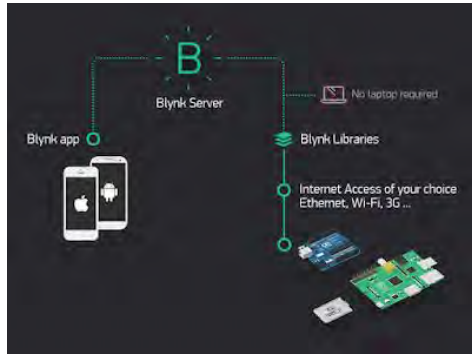 B
Blynk Server
No laptop required
Blynk app
Blynk Libraries
Internet Access of your choice
Ethernet, Wi-Fi, 3G ...